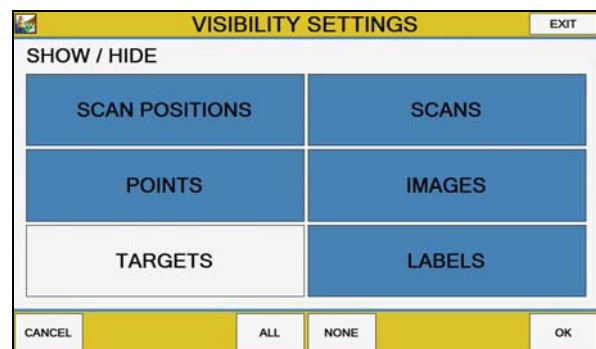 VISIBILITY SETTINGS EXIT
SHOW / HIDE
SCAN POSITIONS SCANS
POINTS IMAGES
TARGETS LABELS
CANCEL ALL NONE OK